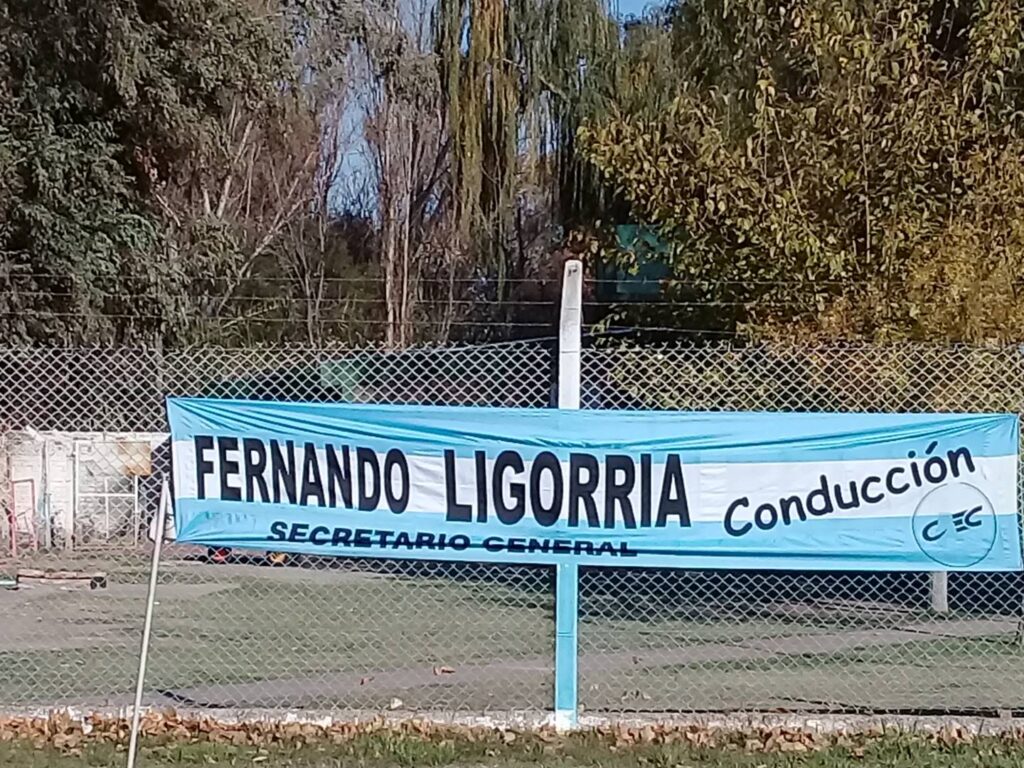 FERNANDO LIGORRIA
SECRETARIO GENERAL
Conducción
CEC